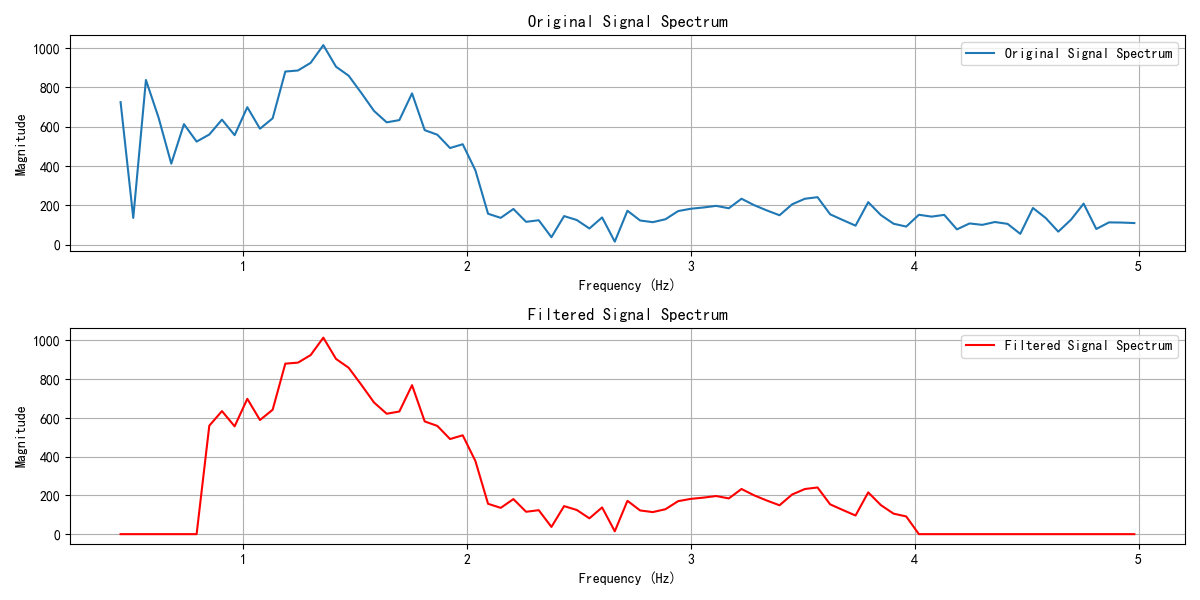 Original Signal Spectrum
1000
800
600
400
200
0
Magnitude
Original Signal Spectrum
1 2 3 4 5
Frequency (Hz)
Filtered Signal Spectrum
1000
800
600
400
200
0
Magnitude
Filtered Signal Spectrum
1 2 3 4 5
Frequency (Hz)